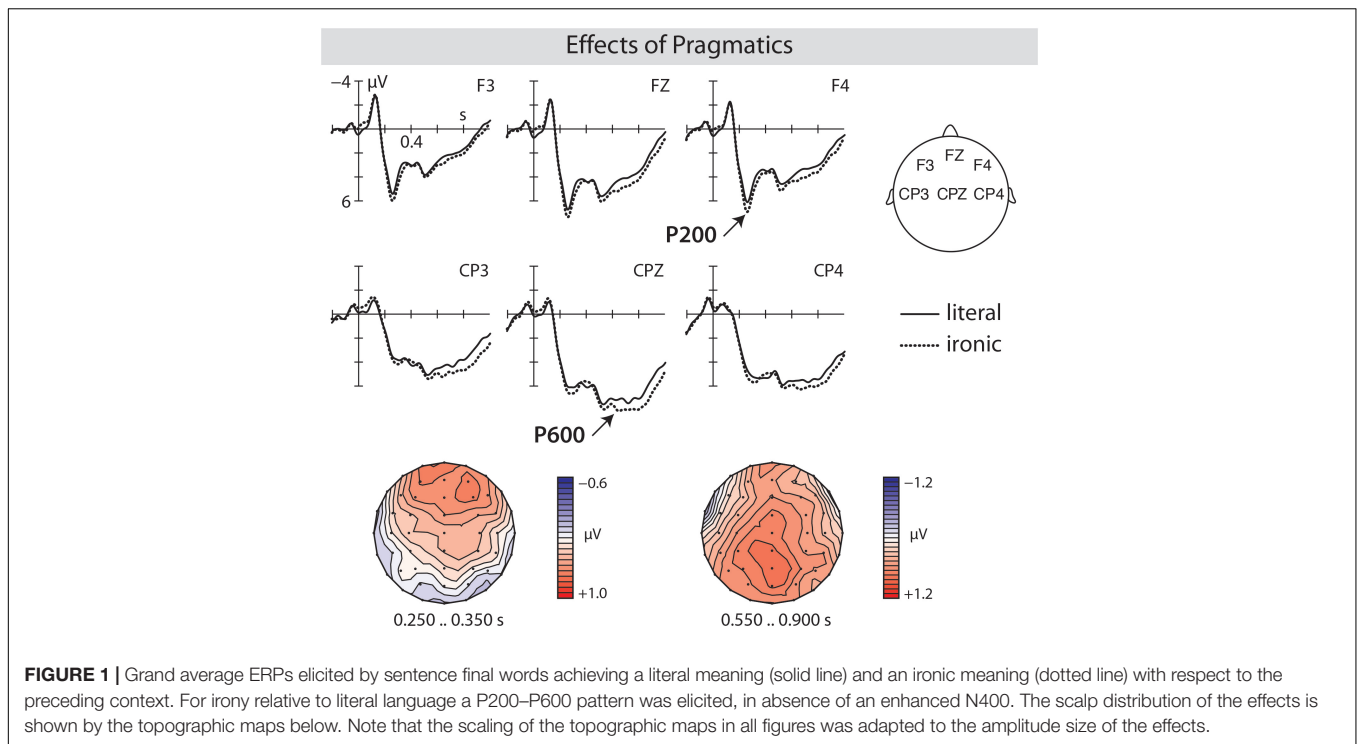 Effects of Pragmatics
−4 μV F3 FZ F4
s
0.4
6
P200
FZ
F3 F4
CP3 CPZ CP4
CP3 CPZ CP4
literal
ironic
P600
−0.6 −1.2
μV μV
+1.0 +1.2
0.250 .. 0.350 s 0.550 .. 0.900 s
FIGURE 1 | Grand average ERPs elicited by sentence final words achieving a literal meaning (solid line) and an ironic meaning (dotted line) with respect to the
preceding context. For irony relative to literal language a P200–P600 pattern was elicited, in absence of an enhanced N400. The scalp distribution of the effects is
shown by the topographic maps below. Note that the scaling of the topographic maps in all figures was adapted to the amplitude size of the effects.